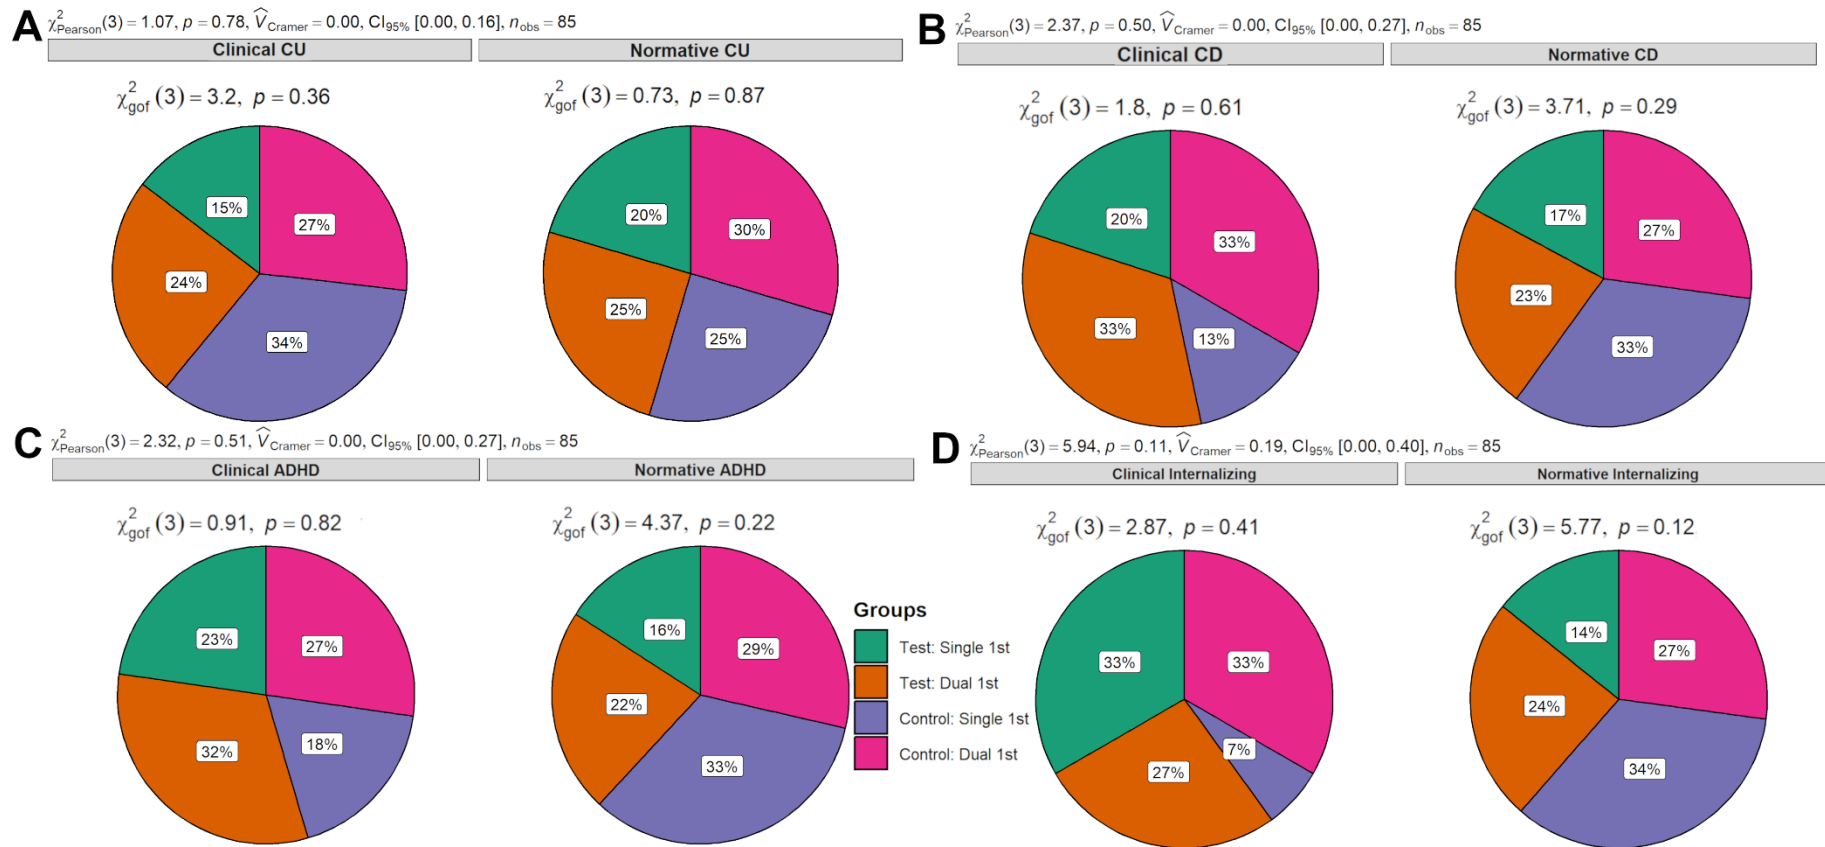 A
χ²Pearson(3) = 1.07, p = 0.78, V̂Cramer = 0.00, CI95% [0.00, 0.16], nobs = 85
Clinical CU
Normative CU
χ²gof (3) = 3.2, p = 0.36
χ²gof (3) = 0.73, p = 0.87
15%
27%
24%
34%
20%
30%
25%
25%
B
χ²Pearson(3) = 2.37, p = 0.50, V̂Cramer = 0.00, CI95% [0.00, 0.27], nobs = 85
Clinical CD
Normative CD
χ²gof (3) = 1.8, p = 0.61
χ²gof (3) = 3.71, p = 0.29
20%
33%
33%
13%
17%
27%
23%
33%
C
χ²Pearson(3) = 2.32, p = 0.51, V̂Cramer = 0.00, CI95% [0.00, 0.27], nobs = 85
Clinical ADHD
Normative ADHD
χ²gof (3) = 0.91, p = 0.82
χ²gof (3) = 4.37, p = 0.22
23%
27%
32%
18%
16%
29%
22%
33%
Groups
Test: Single 1st
Test: Dual 1st
Control: Single 1st
Control: Dual 1st
D
χ²Pearson(3) = 5.94, p = 0.11, V̂Cramer = 0.19, CI95% [0.00, 0.40], nobs = 85
Clinical Internalizing
Normative Internalizing
χ²gof (3) = 2.87, p = 0.41
χ²gof (3) = 5.77, p = 0.12
33%
33%
7%
27%
14%
27%
24%
34%